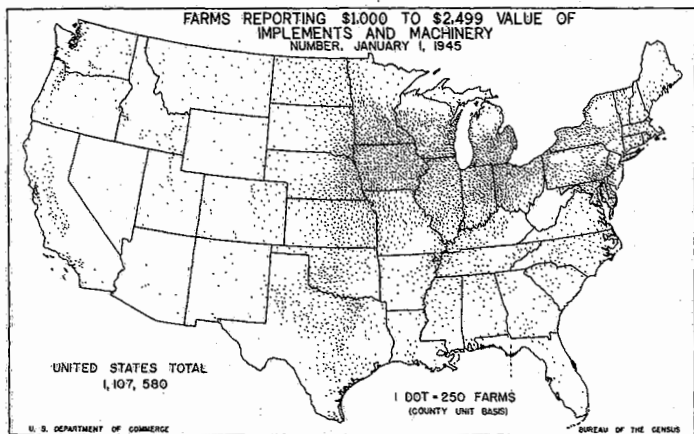 FARMS REPORTING $1,000 TO $2,499 VALUE OF
IMPLEMENTS AND MACHINERY
NUMBER, JANUARY 1, 1945
UNITED STATES TOTAL
1,107,580
1 DOT = 250 FARMS
(COUNTY UNIT BASIS)
U. S. DEPARTMENT OF COMMERCE
BUREAU OF THE CENSUS